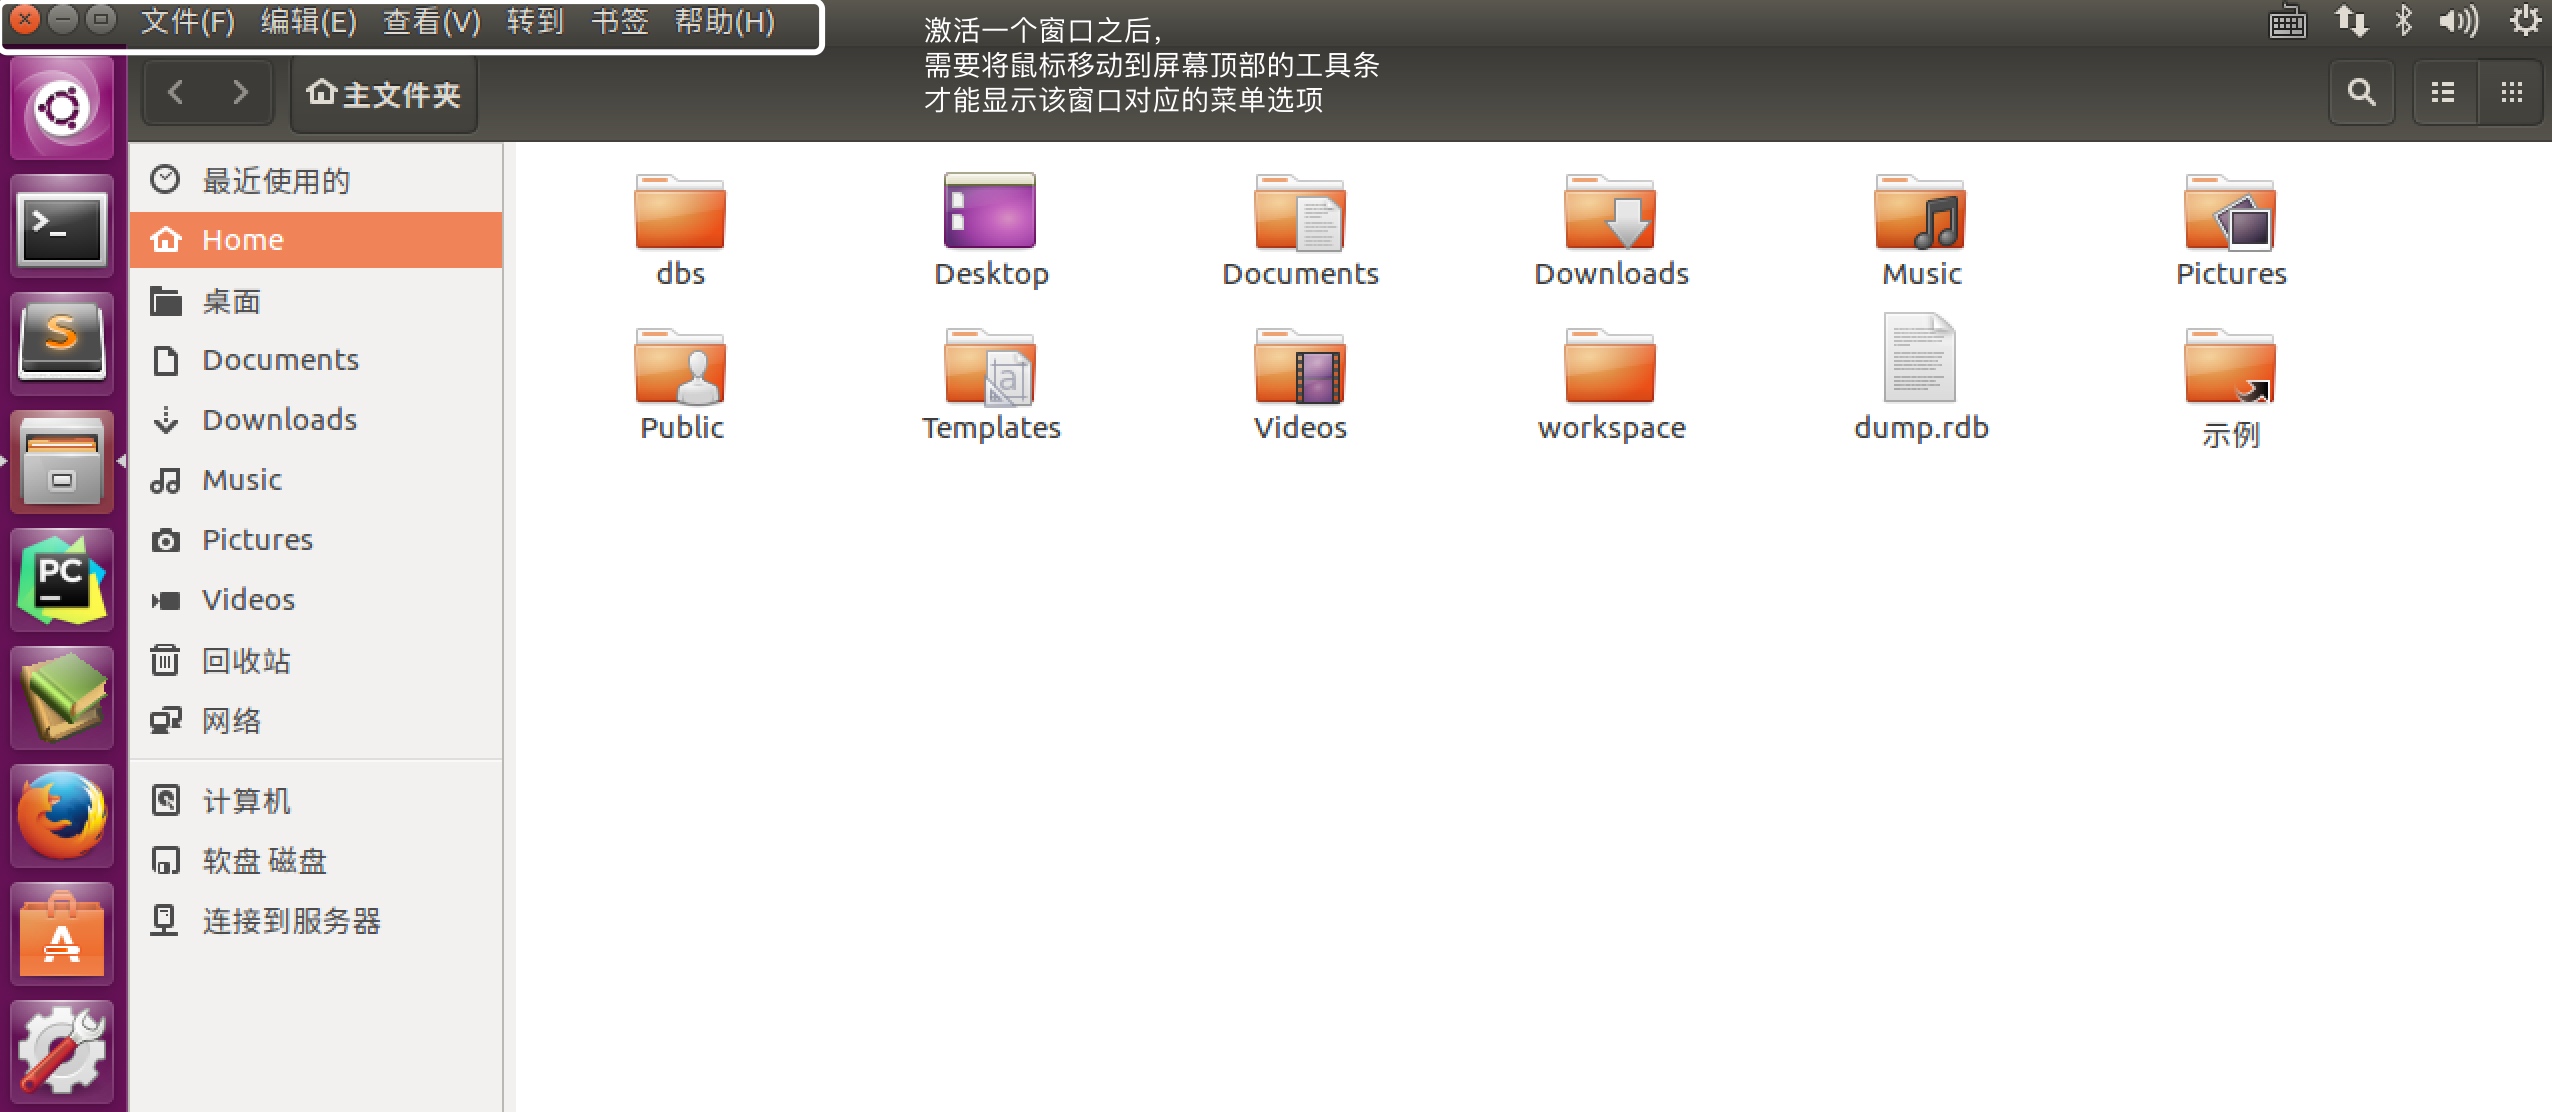 文件(F) 编辑(E) 查看(V) 转到 书签 帮助(H)
激活一个窗口之后，
需要将鼠标移动到屏幕顶部的工具条
才能显示该窗口对应的菜单选项
主文件夹
最近使用的
Home
桌面
Documents
Downloads
Music
Pictures
Videos
回收站
网络
计算机
软盘 磁盘
连接到服务器
dbs Desktop Documents Downloads Music Pictures
Public Templates Videos workspace dump.rdb 示例
>_
S
PC
A
a